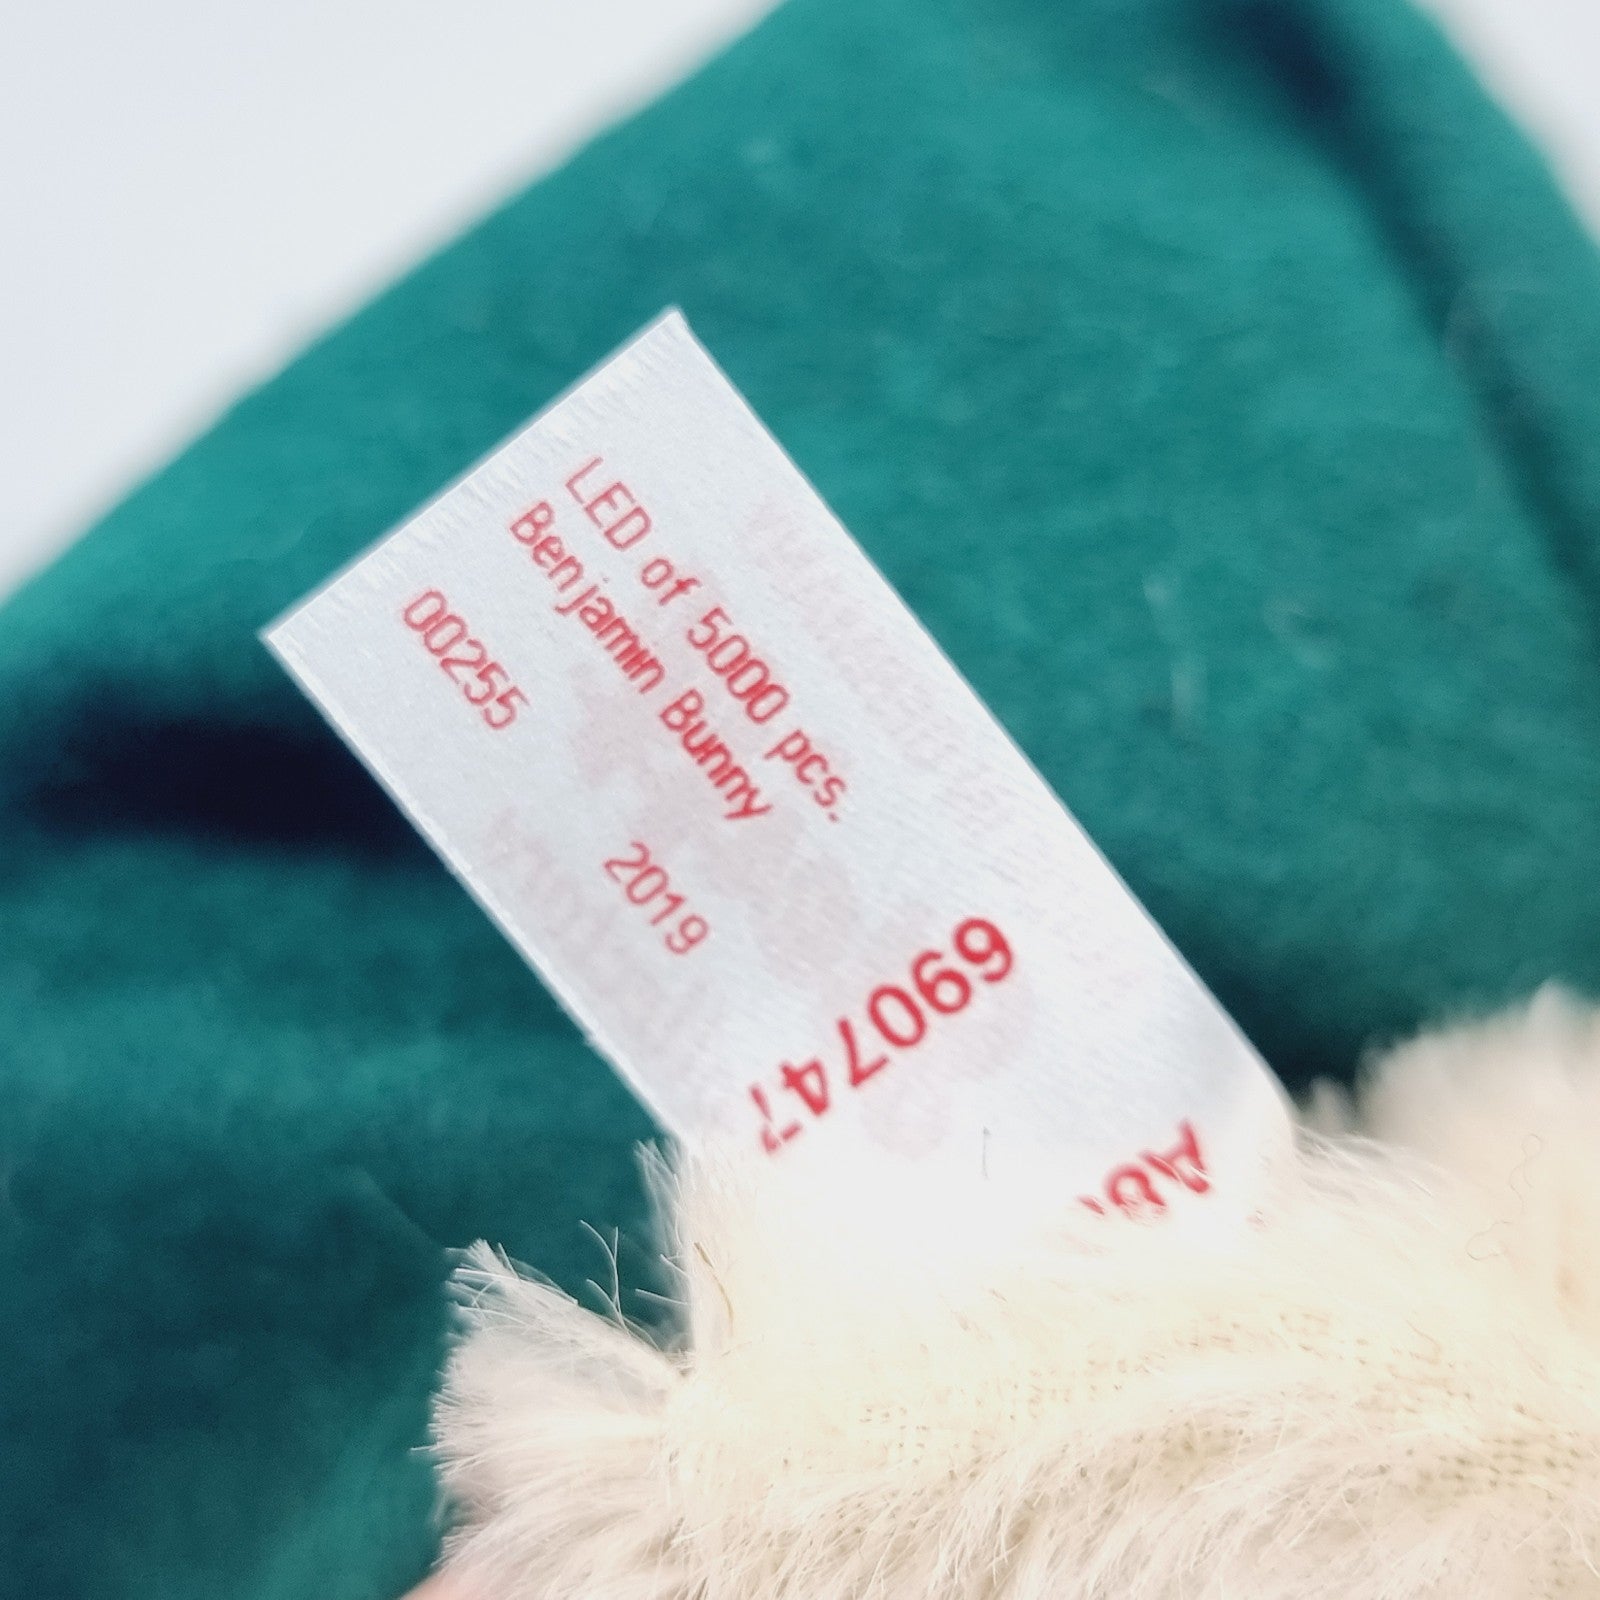 LED of 5000 pcs.
Benjamin Bunny
00255
2019
690747